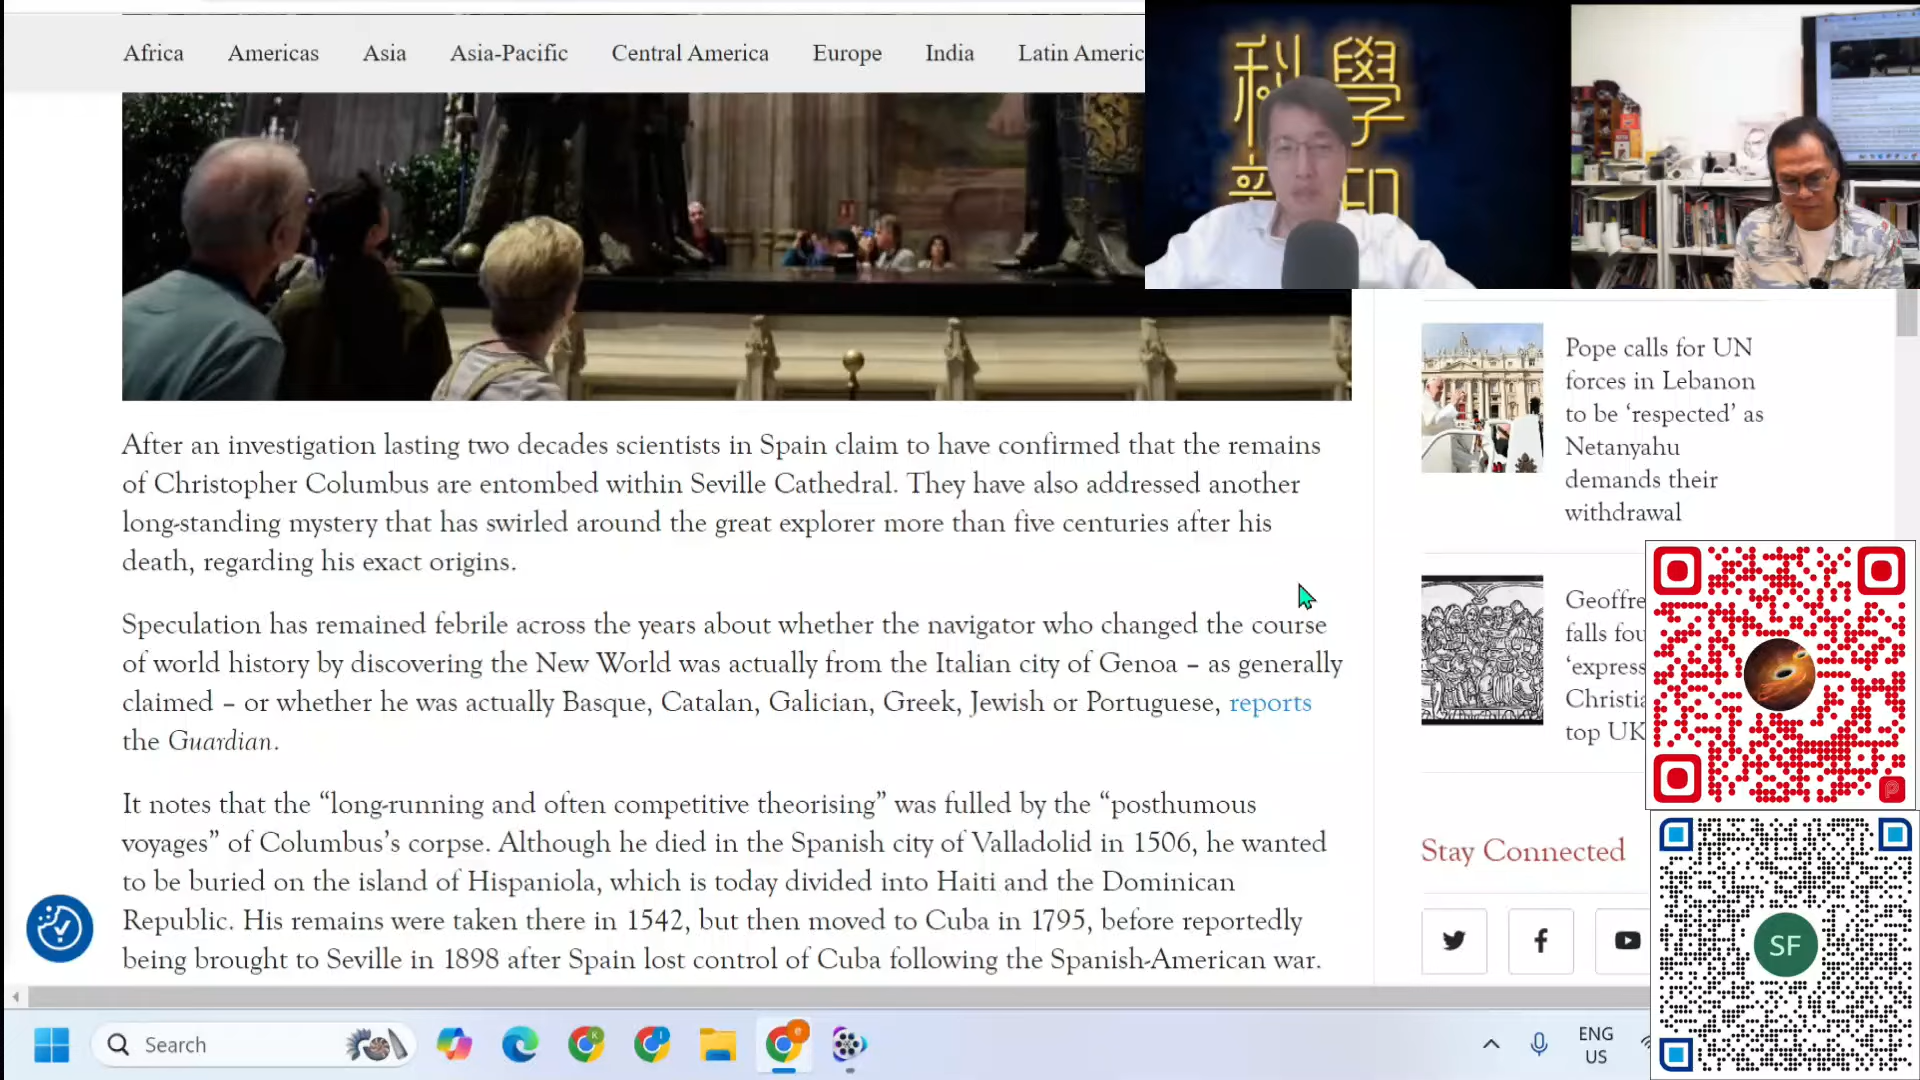 Africa Americas Asia Asia-Pacific Central America Europe India Latin Americ
科學
After an investigation lasting two decades scientists in Spain claim to have confirmed that the remains
of Christopher Columbus are entombed within Seville Cathedral. They have also addressed another
long-standing mystery that has swirled around the great explorer more than five centuries after his
death, regarding his exact origins.
Speculation has remained febrile across the years about whether the navigator who changed the course
of world history by discovering the New World was actually from the Italian city of Genoa – as generally
claimed – or whether he was actually Basque, Catalan, Galician, Greek, Jewish or Portuguese, reports
the Guardian.
It notes that the “long-running and often competitive theorising” was fulled by the “posthumous
voyages” of Columbus’s corpse. Although he died in the Spanish city of Valladolid in 1506, he wanted
to be buried on the island of Hispaniola, which is today divided into Haiti and the Dominican
Republic. His remains were taken there in 1542, but then moved to Cuba in 1795, before reportedly
being brought to Seville in 1898 after Spain lost control of Cuba following the Spanish-American war.
Pope calls for UN
forces in Lebanon
to be ‘respected’ as
Netanyahu
demands their
withdrawal
Geoffre
falls fou
‘express
Christia
top UK
Stay Connected
SF
Search
ENG
US